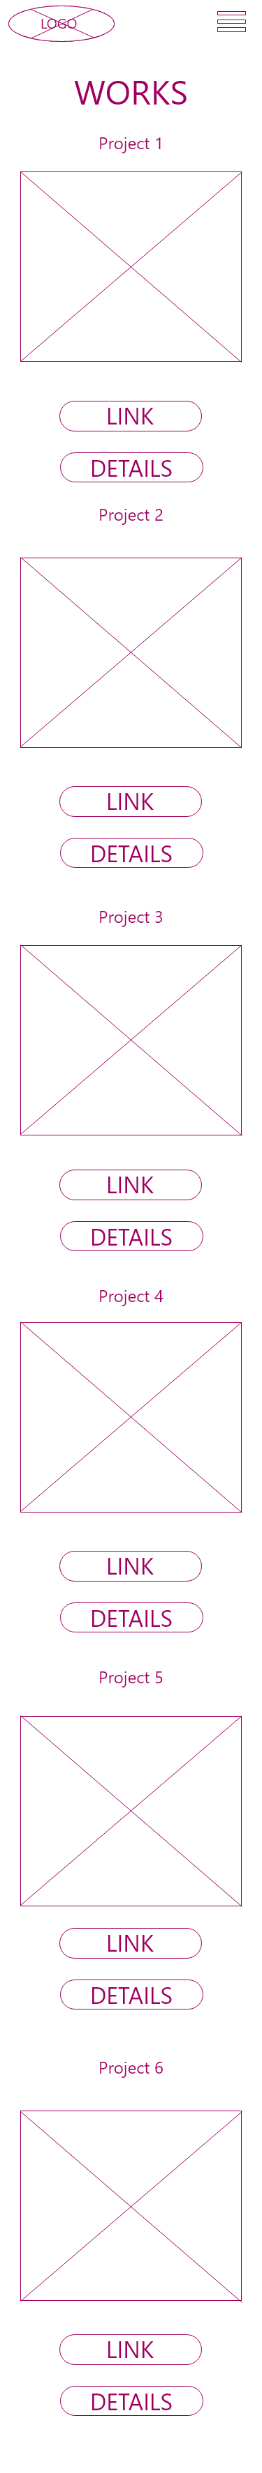 LOGO
WORKS
Project 1
LINK
DETAILS
Project 2
LINK
DETAILS
Project 3
LINK
DETAILS
Project 4
LINK
DETAILS
Project 5
LINK
DETAILS
Project 6
LINK
DETAILS